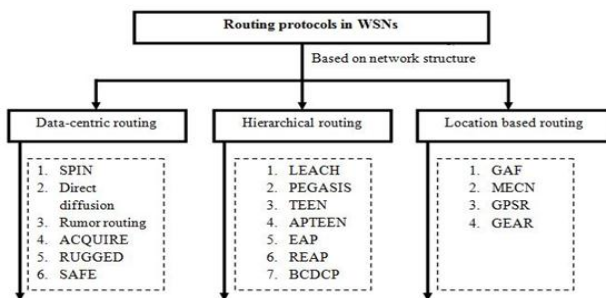 Routing protocols in WSNs
Based on network structure
Data-centric routing
1. SPIN
2. Direct
diffusion
3. Rumor routing
4. ACQUIRE
5. RUGGED
6. SAFE
Hierarchical routing
1. LEACH
2. PEGASIS
3. TEEN
4. APTEEN
5. EAP
6. REAP
7. BCDCP
Location based routing
1. GAF
2. MECN
3. GPSR
4. GEAR